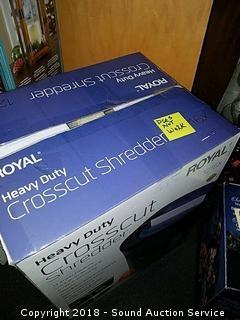 ROYAL
Heavy Duty
Crosscut Shredder
DOES
NOT
WORK
ROYAL
Heavy Duty
Crosscut Shredder
ROYAL
Heavy Duty
Crosscut
Shredder
Copyright 2018 - Sound Auction Service